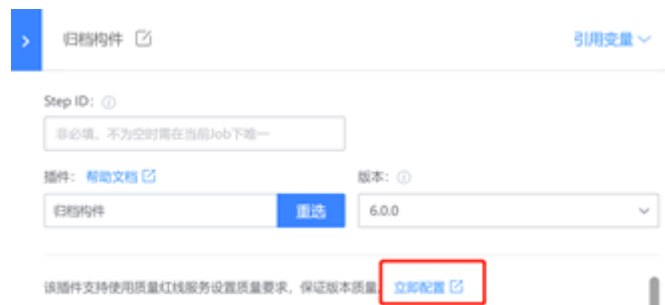 归档构件
引用变量
Step ID：
非必填，不为空时需在当前Job下唯一
插件： 帮助文档
版本：
归档构件 重选
6.0.0
该插件支持使用质量红线服务设置质量要求，保证版本质量 立即配置